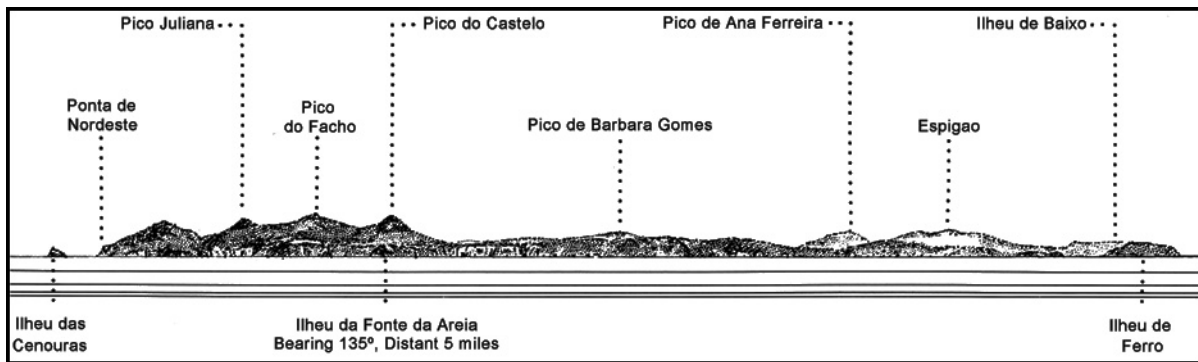 Pico Juliana
Pico do Castelo
Pico de Ana Ferreira
Ilheu de Baixo
Ponta de
Nordeste
Pico
do Facho
Pico de Barbara Gomes
Espigao
Ilheu das
Cenouras
Ilheu da Fonte da Areia
Bearing 135º, Distant 5 miles
Ilheu de
Ferro